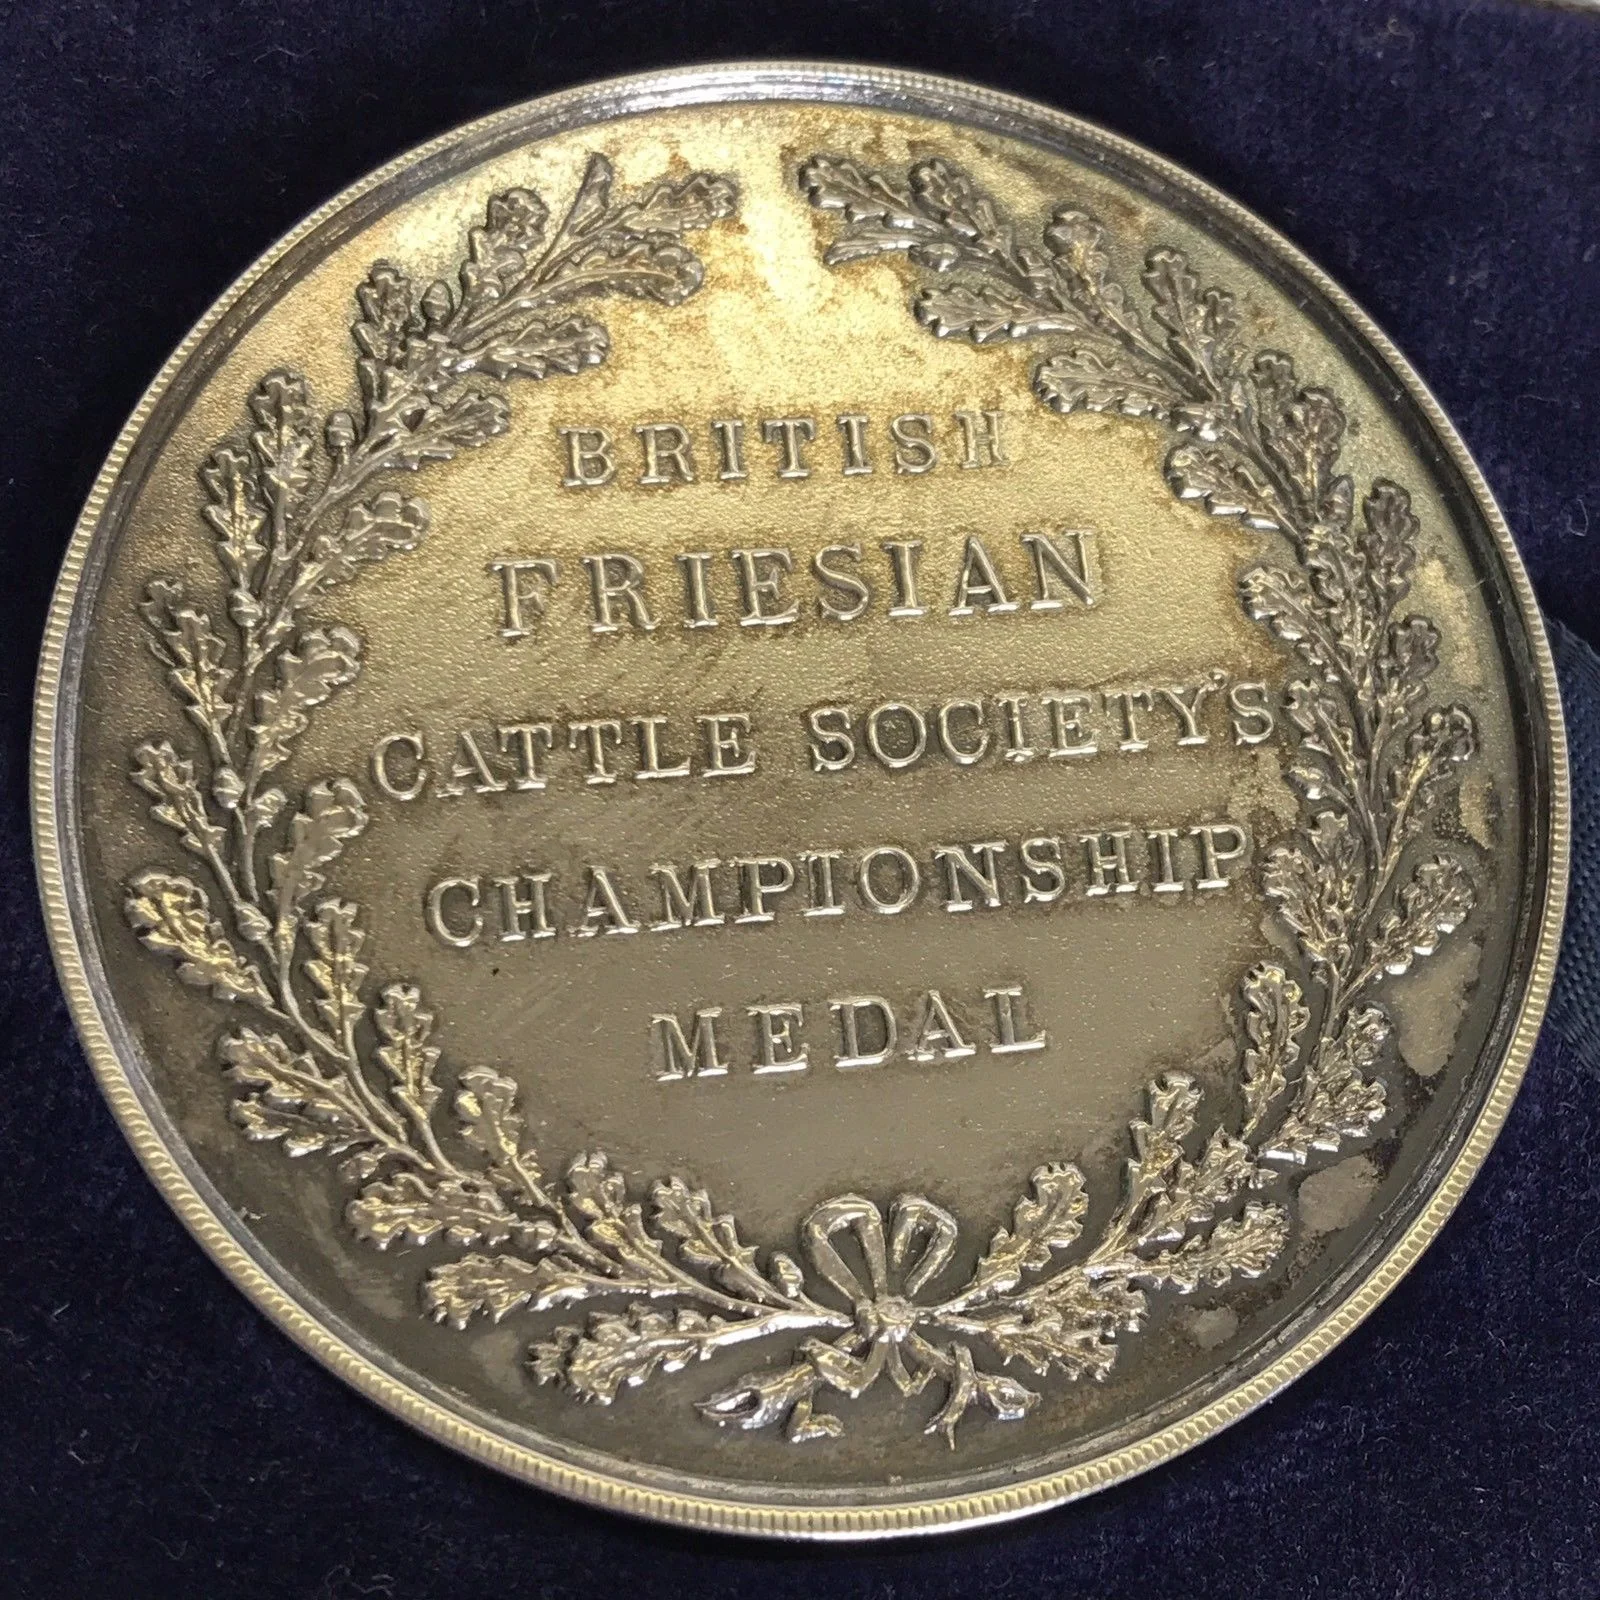 BRITISH
FRIESIAN
CATTLE SOCIETY'S
CHAMPIONSHIP
MEDAL